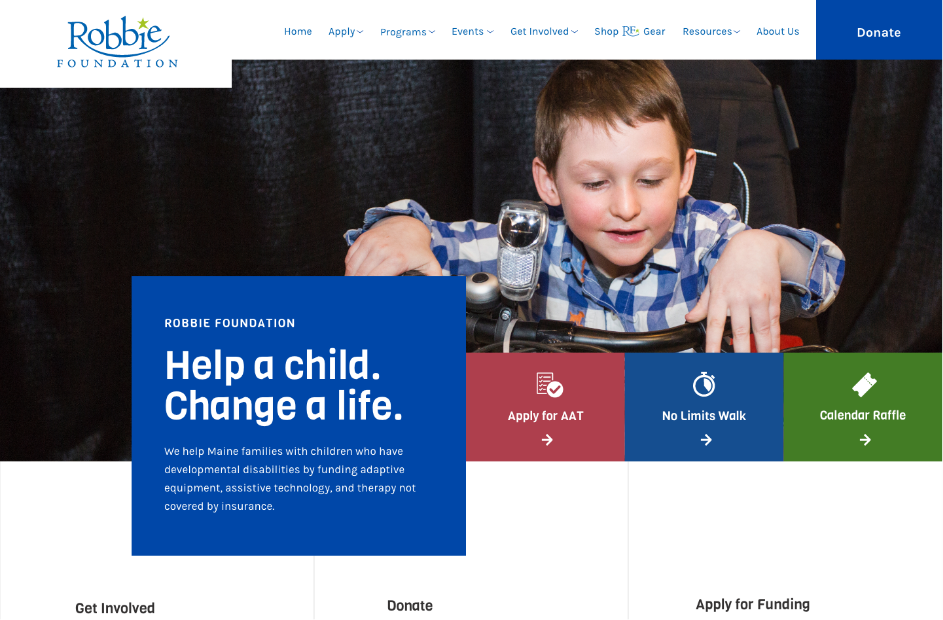 Robbie
FOUNDATION
Home Apply Programs Events Get Involved Shop RF Gear Resources About Us Donate
ROBBIE FOUNDATION
Help a child.
Change a life.
We help Maine families with children who have
developmental disabilities by funding adaptive
equipment, assistive technology, and therapy not
covered by insurance.
Apply for AAT
No Limits Walk
Calendar Raffle
Get Involved
Donate
Apply for Funding